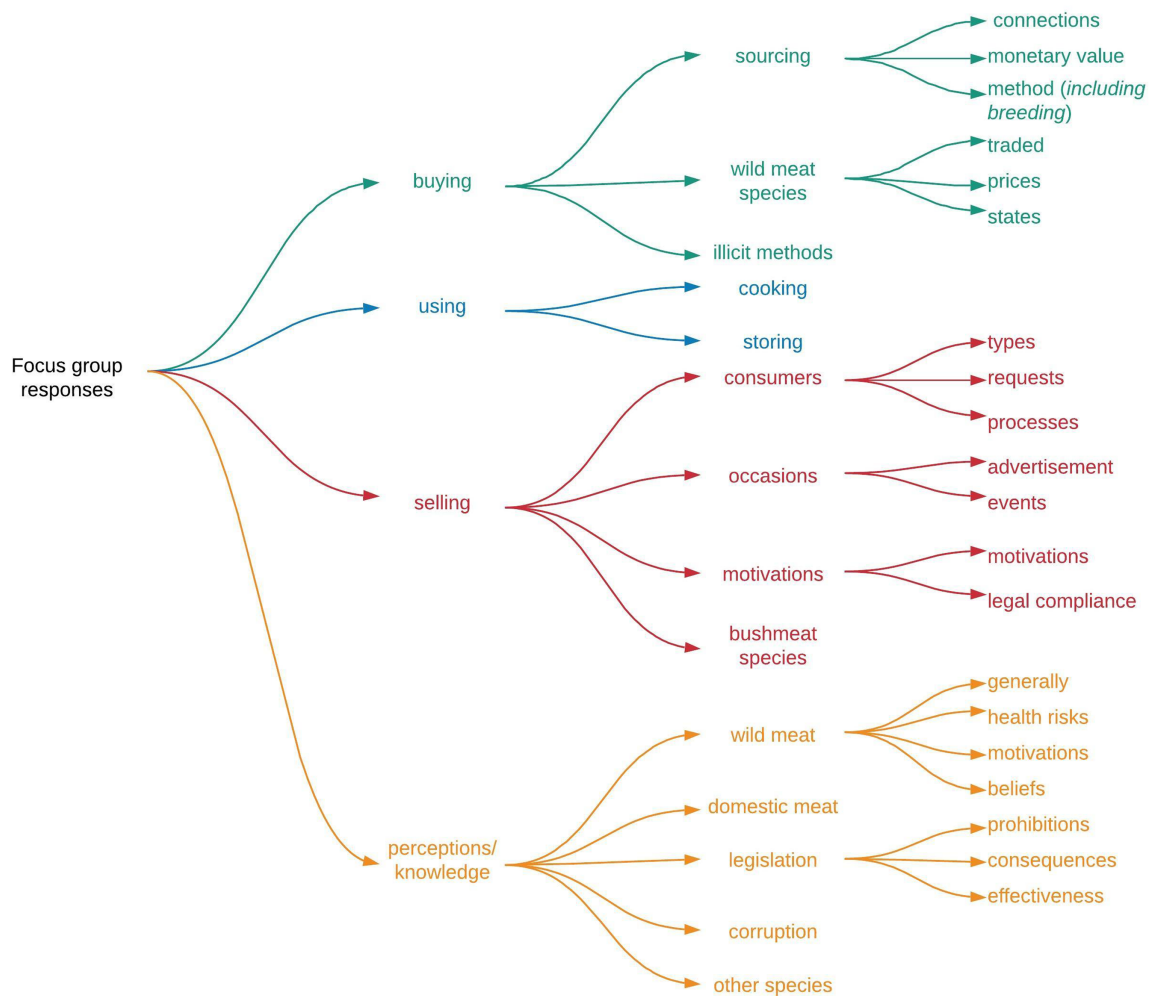 Focus group
responses
buying
sourcing
connections
monetary value
method (including
breeding)
wild meat
species
traded
prices
states
illicit methods
using
cooking
storing
selling
consumers
types
requests
processes
occasions
advertisement
events
motivations
motivations
legal compliance
bushmeat
species
perceptions/
knowledge
wild meat
generally
health risks
motivations
beliefs
domestic meat
legislation
prohibitions
consequences
effectiveness
corruption
other species